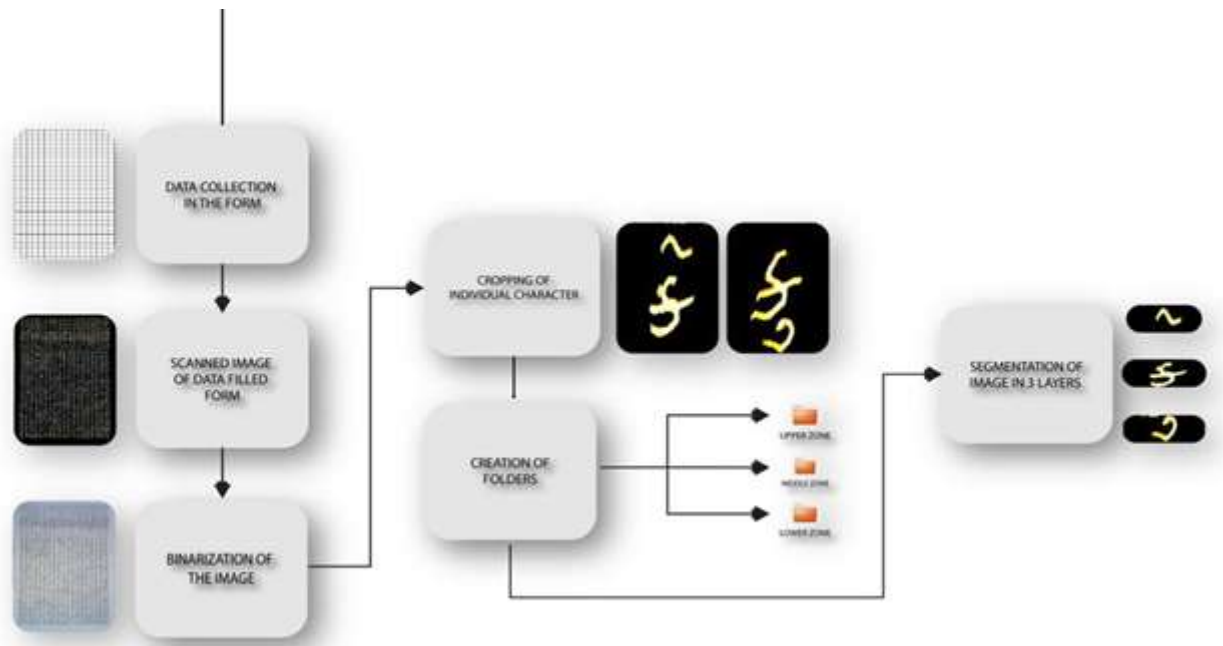 DATA COLLECTION
IN THE FORM
SCANNED IMAGE
OF DATA FILLED
FORM
BINARIZATION OF
THE IMAGE
CROPPING OF
INDIVIDUAL CHARACTER
CREATION OF
FOLDERS
UPPER ZONE
MIDDLE ZONE
LOWER ZONE
SEGMENTATION OF
IMAGE IN 3 LAYERS